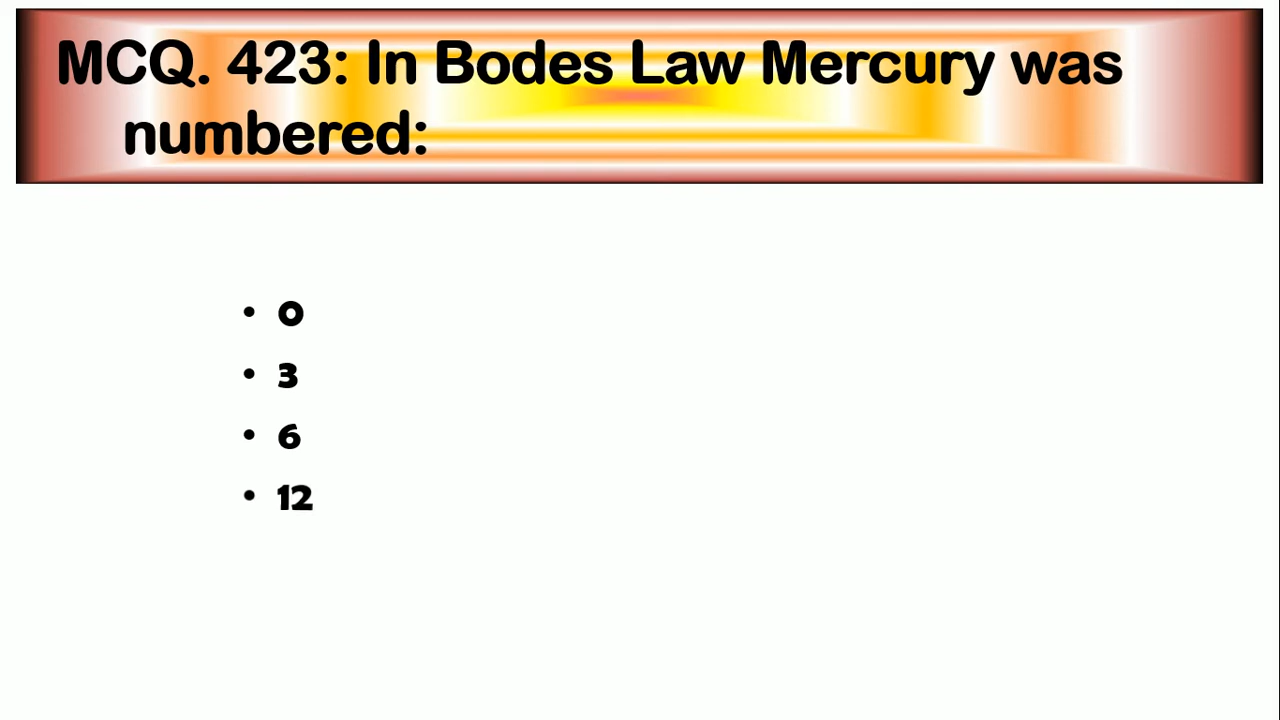 MCQ. 423: In Bodes Law Mercury was
numbered:
• 0
• 3
• 6
• 12